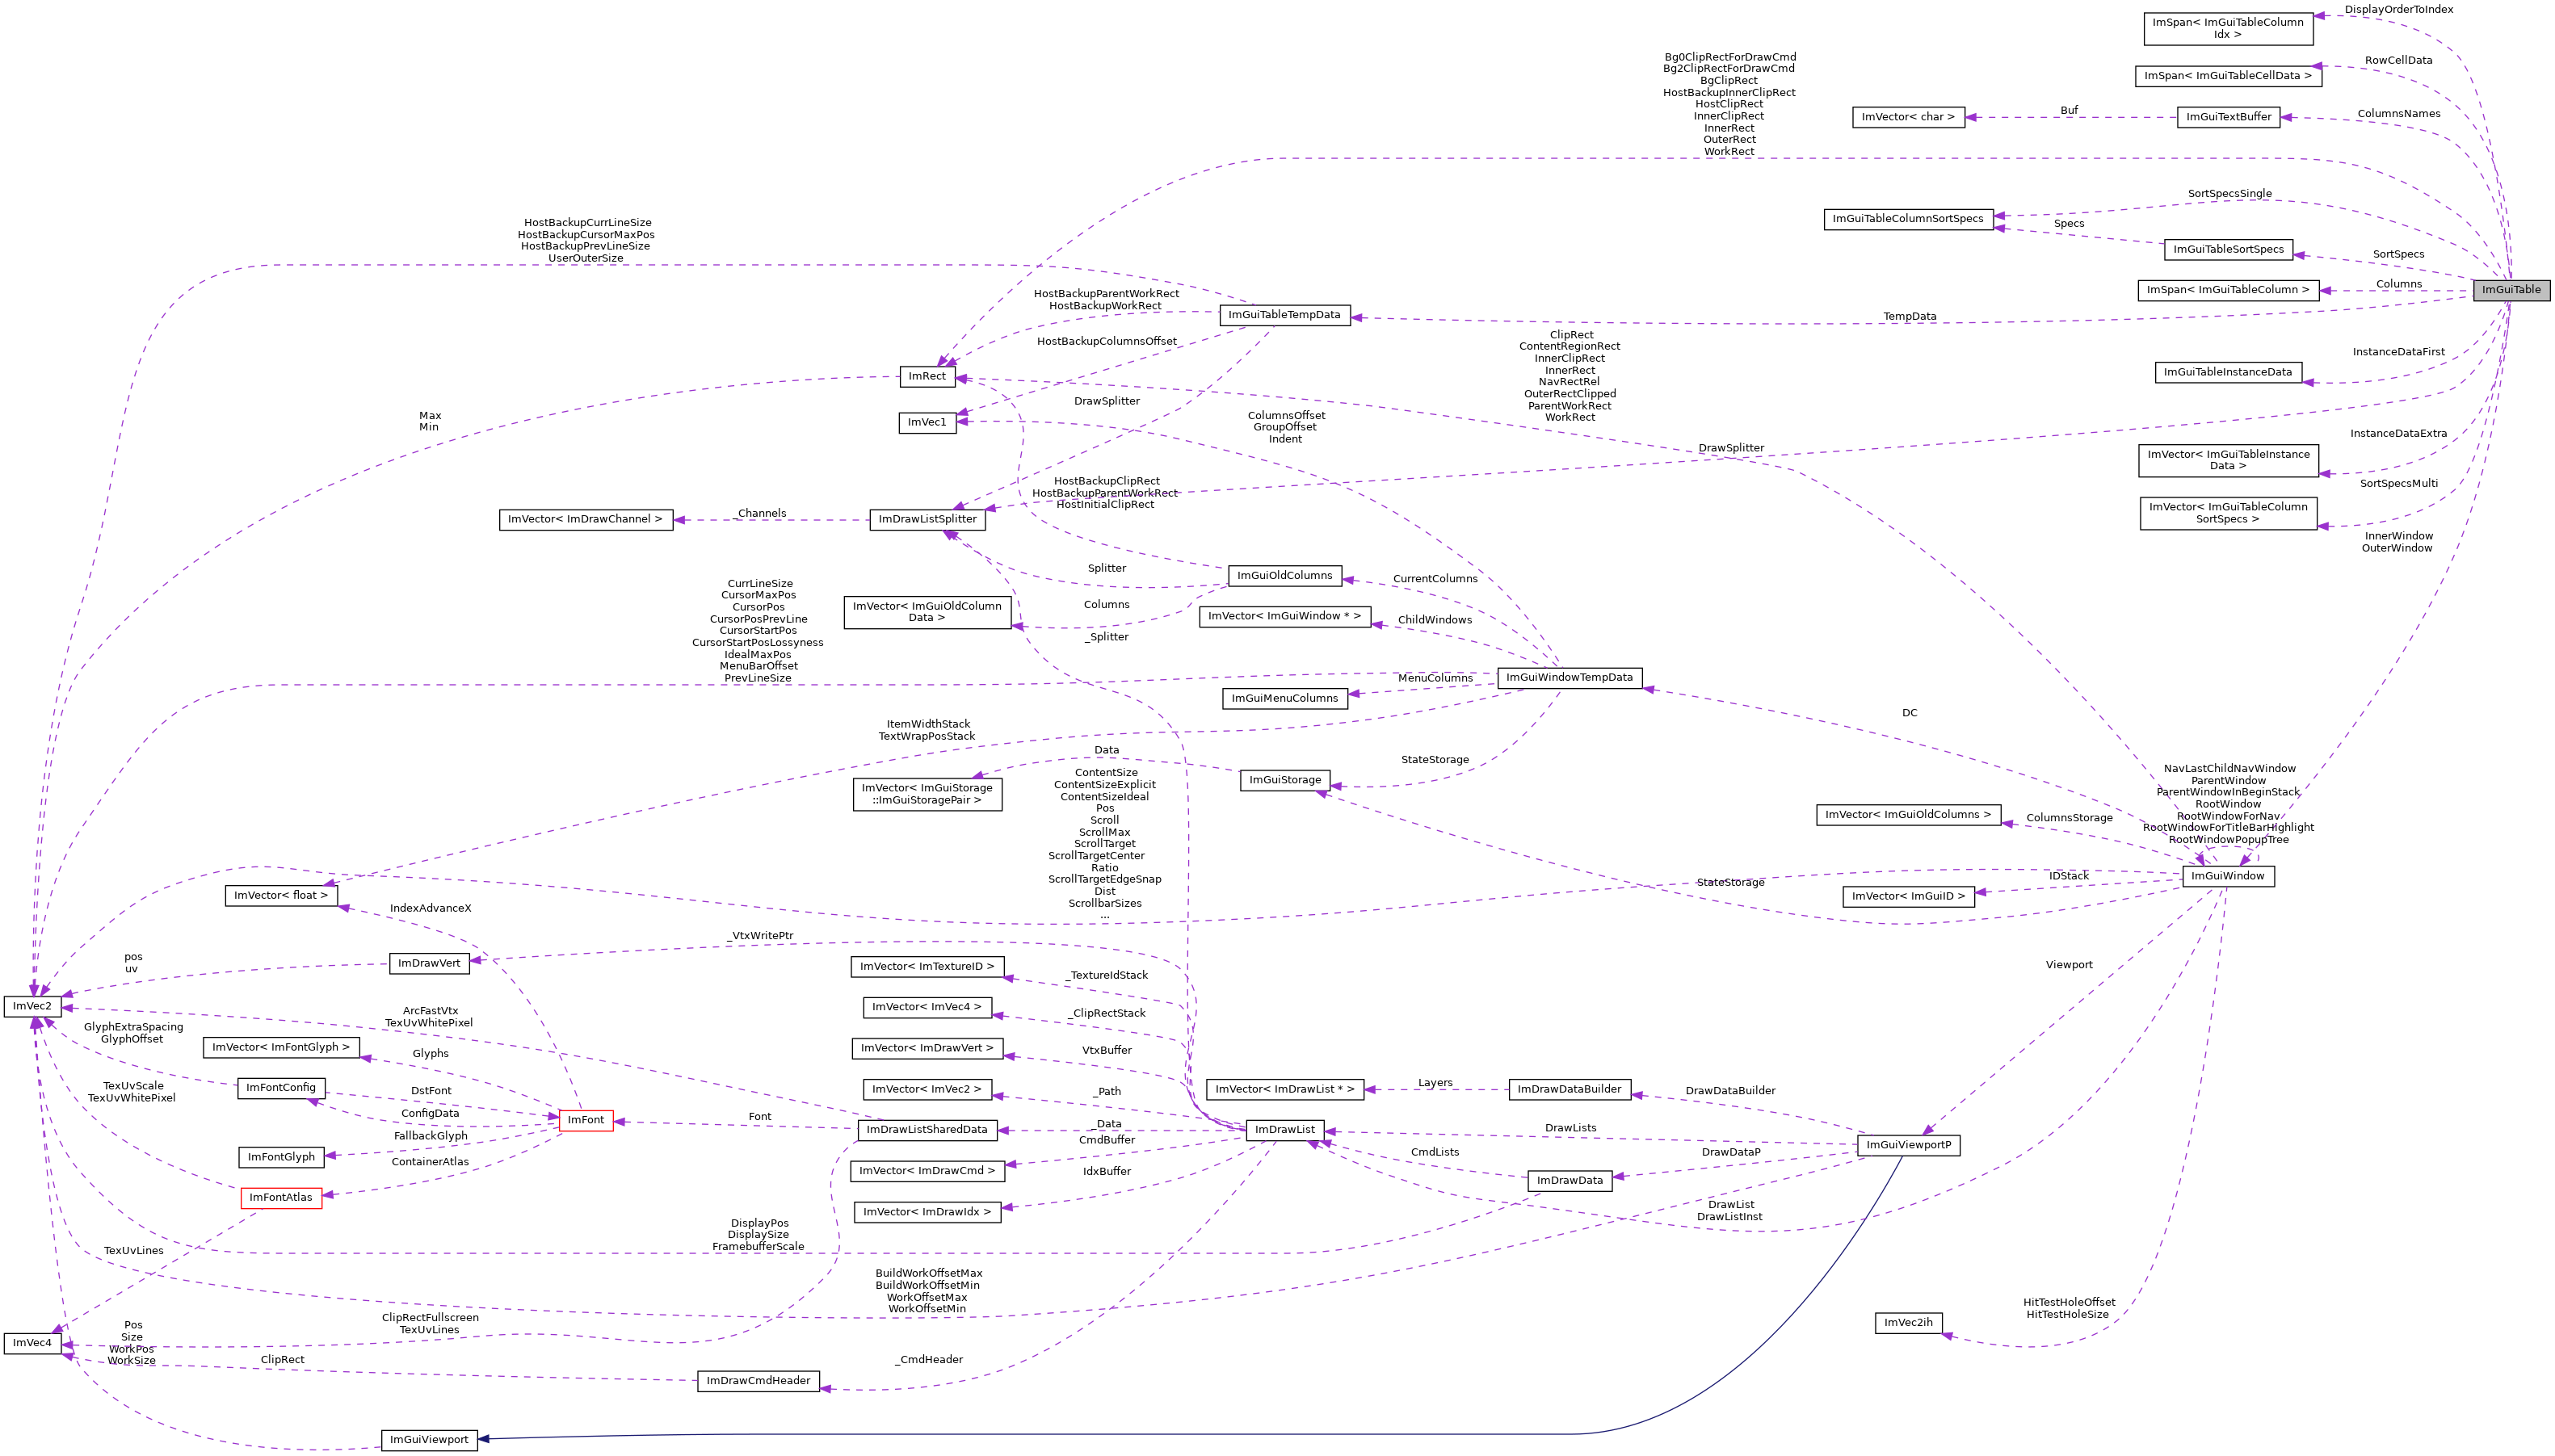 DisplayOrderToIndex
ImSpan< ImGuiTableColumn
Idx >
RowCellData
ImSpan< ImGuiTableCellData >
ColumnsNames
Buf
ImVector< char >
ImGuiTextBuffer
Bg0ClipRectForDrawCmd
Bg2ClipRectForDrawCmd
BgClipRect
HostBackupInnerClipRect
HostClipRect
InnerClipRect
InnerRect
OuterRect
WorkRect
SortSpecsSingle
ImGuiTableColumnSortSpecs
Specs
ImGuiTableSortSpecs
SortSpecs
HostBackupCurrLineSize
HostBackupCursorMaxPos
HostBackupPrevLineSize
UserOuterSize
ImSpan< ImGuiTableColumn >
Columns
ImGuiTable
HostBackupParentWorkRect
HostBackupWorkRect
ImGuiTableTempData
TempData
HostBackupColumnsOffset
ClipRect
ContentRegionRect
InnerClipRect
InnerRect
NavRectRel
OuterRectClipped
ParentWorkRect
WorkRect
InstanceDataFirst
ImGuiTableInstanceData
ImRect
DrawSplitter
Max
Min
ImVec1
ColumnsOffset
GroupOffset
Indent
DrawSplitter
InstanceDataExtra
ImVector< ImGuiTableInstance
Data >
HostBackupClipRect
HostBackupParentWorkRect
HostInitialClipRect
SortSpecsMulti
ImVector< ImGuiTableColumn
SortSpecs >
ImVector< ImDrawChannel >
_Channels
ImDrawListSplitter
InnerWindow
OuterWindow
Splitter
ImGuiOldColumns
CurrentColumns
CurrLineSize
CursorMaxPos
CursorPos
CursorPosPrevLine
CursorStartPos
CursorStartPosLossyness
IdealMaxPos
MenuBarOffset
PrevLineSize
ImVector< ImGuiOldColumn
Data >
Columns
ImVector< ImGuiWindow * >
ChildWindows
_Splitter
ImGuiMenuColumns
MenuColumns
ImGuiWindowTempData
DC
ItemWidthStack
TextWrapPosStack
Data
StateStorage
ImVector< ImGuiStorage
::ImGuiStoragePair >
ImGuiStorage
ContentSize
ContentSizeExplicit
ContentSizeIdeal
Pos
Scroll
ScrollMax
ScrollTarget
ScrollTargetCenter
Ratio
ScrollTargetEdgeSnap
Dist
ScrollbarSizes
...
NavLastChildNavWindow
ParentWindow
ParentWindowInBeginStack
RootWindow
RootWindowForNav
RootWindowForTitleBarHighlight
RootWindowPopupTree
ImVector< ImGuiOldColumns >
ColumnsStorage
ImGuiWindow
StateStorage
IDStack
ImVector< ImGuiID >
ImVector< float >
IndexAdvanceX
_VtxWritePtr
pos
uv
ImDrawVert
ImVector< ImTextureID >
_TextureIdStack
Viewport
ImVec2
ImVector< ImVec4 >
_ClipRectStack
ArcFastVtx
TexUvWhitePixel
GlyphExtraSpacing
GlyphOffset
ImVector< ImFontGlyph >
Glyphs
ImVector< ImDrawVert >
VtxBuffer
TexUvScale
TexUvWhitePixel
ImFontConfig
DstFont
ConfigData
ImVector< ImVec2 >
_Path
ImVector< ImDrawList * >
Layers
ImDrawDataBuilder
DrawDataBuilder
ImFont
Font
ImDrawListSharedData
_Data
ImDrawList
DrawLists
ImGuiViewportP
FallbackGlyph
ImFontGlyph
CmdBuffer
ImVector< ImDrawCmd >
CmdLists
DrawDataP
ContainerAtlas
ImFontAtlas
IdxBuffer
ImVector< ImDrawIdx >
ImDrawData
DrawList
DrawListInst
DisplayPos
DisplaySize
FramebufferScale
TexUvLines
BuildWorkOffsetMax
BuildWorkOffsetMin
WorkOffsetMax
WorkOffsetMin
HitTestHoleOffset
HitTestHoleSize
ImVec2ih
ClipRectFullscreen
TexUvLines
ImVec4
Pos
Size
WorkPos
WorkSize
ClipRect
ImDrawCmdHeader
_CmdHeader
ImGuiViewport